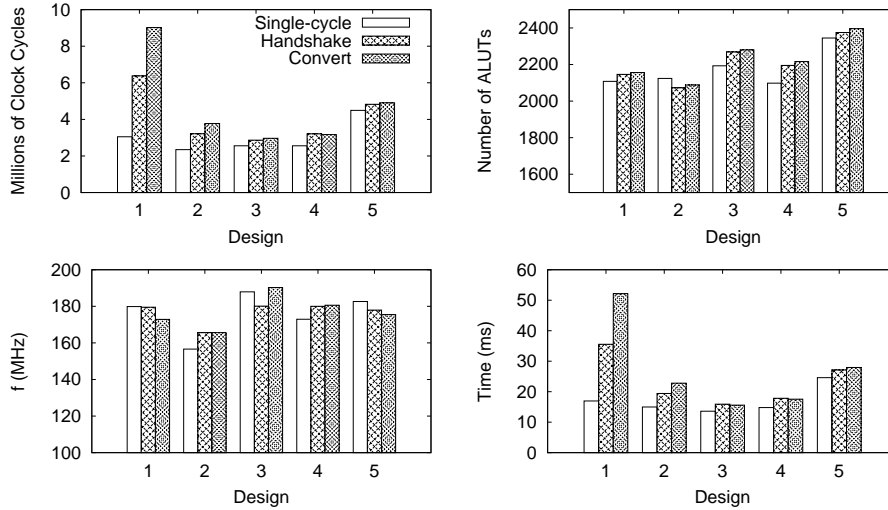 Millions of Clock Cycles
10
8
6
4
2
0
Single-cycle
Handshake
Convert
1 2 3 4 5
Design
Number of ALUTs
2400
2200
2000
1800
1600
1 2 3 4 5
Design
f (MHz)
200
180
160
140
120
100
1 2 3 4 5
Design
Time (ms)
60
50
40
30
20
10
0
1 2 3 4 5
Design